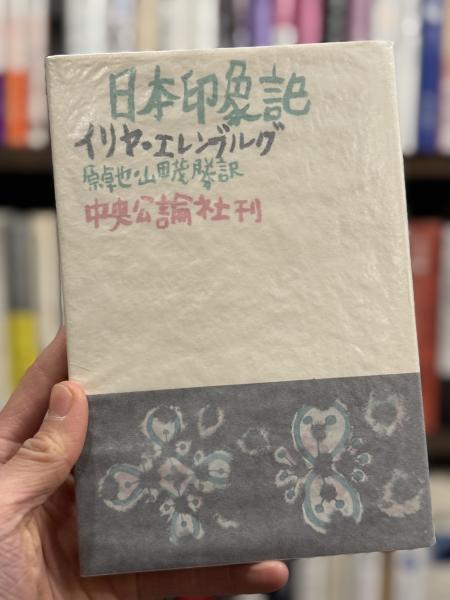 日本印象記
イリヤ・エレンブルグ
原卓也・山田茂勝訳
中央公論社刊